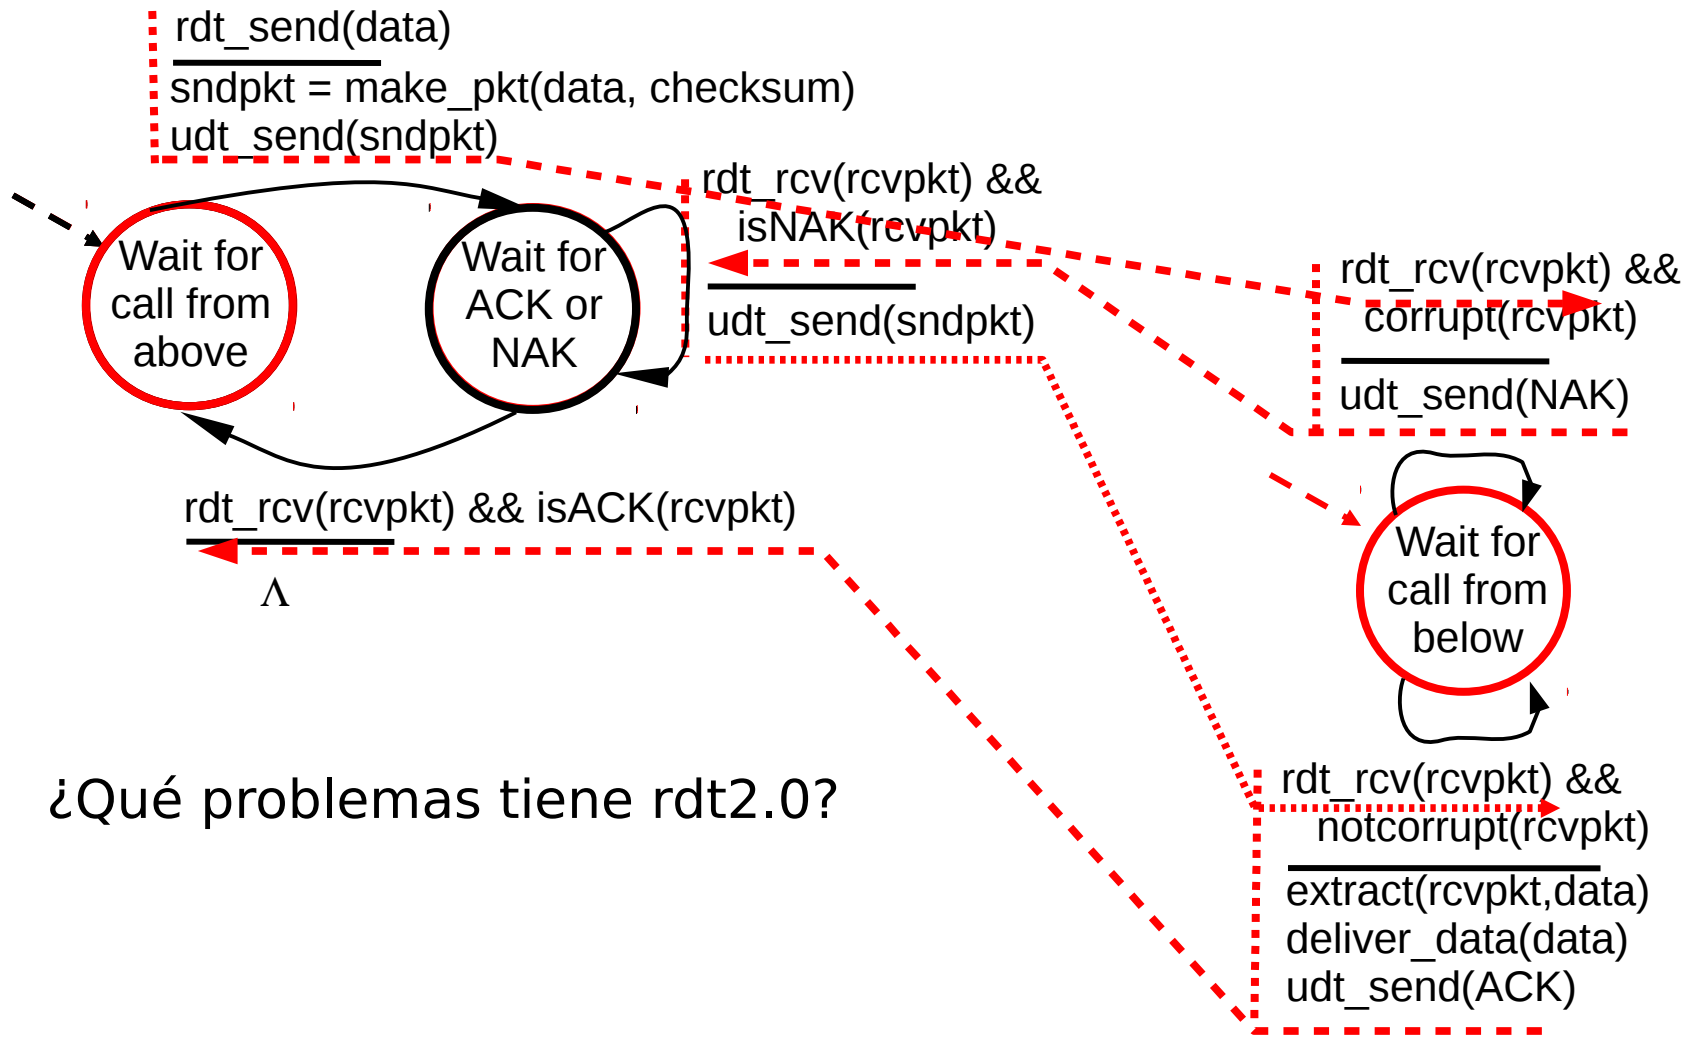 rdt_send(data)
sndpkt = make_pkt(data, checksum)
udt_send(sndpkt)
rdt_rcv(rcvpkt) &&
isNAK(rcvpkt)
udt_send(sndpkt)
Wait for
call from
above
Wait for
ACK or
NAK
rdt_rcv(rcvpkt) && isACK(rcvpkt)
Λ
rdt_rcv(rcvpkt) &&
corrupt(rcvpkt)
udt_send(NAK)
Wait for
call from
below
rdt_rcv(rcvpkt) &&
notcorrupt(rcvpkt)
extract(rcvpkt,data)
deliver_data(data)
udt_send(ACK)
¿Qué problemas tiene rdt2.0?